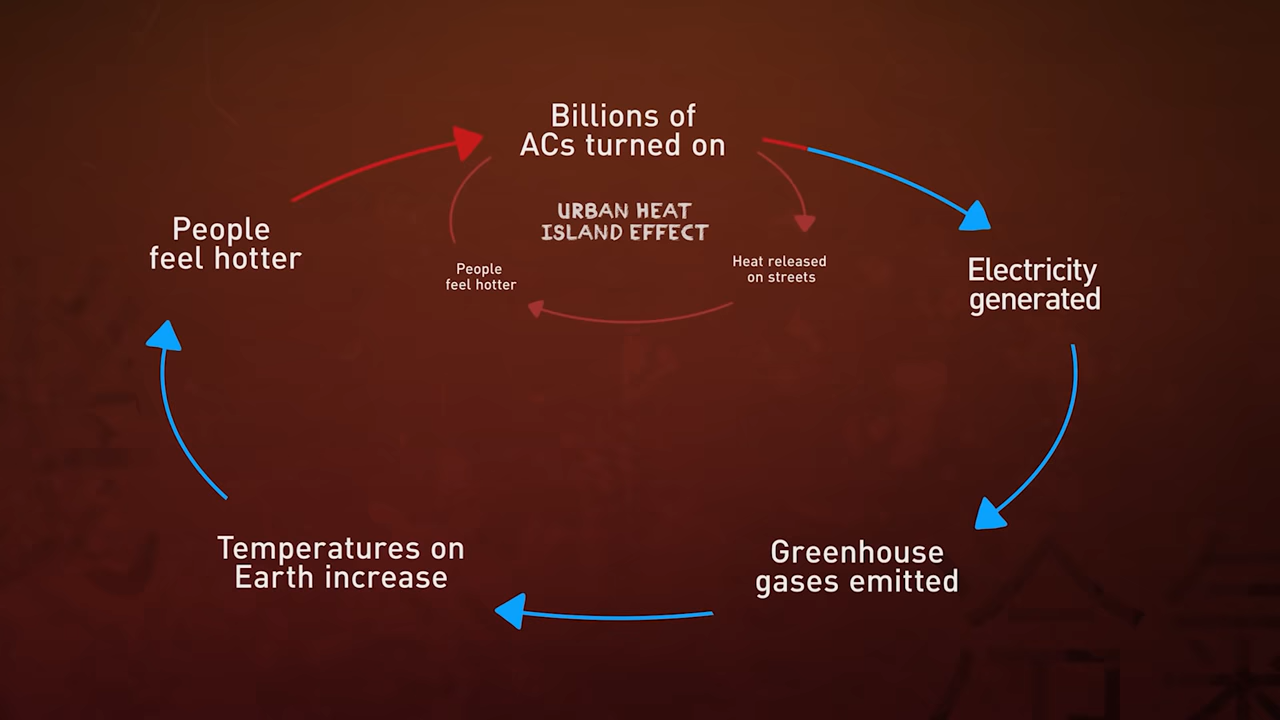 Billions of
ACs turned on
URBAN HEAT
ISLAND EFFECT
People
feel hotter
Heat released
on streets
People
feel hotter
Electricity
generated
Temperatures on
Earth increase
Greenhouse
gases emitted